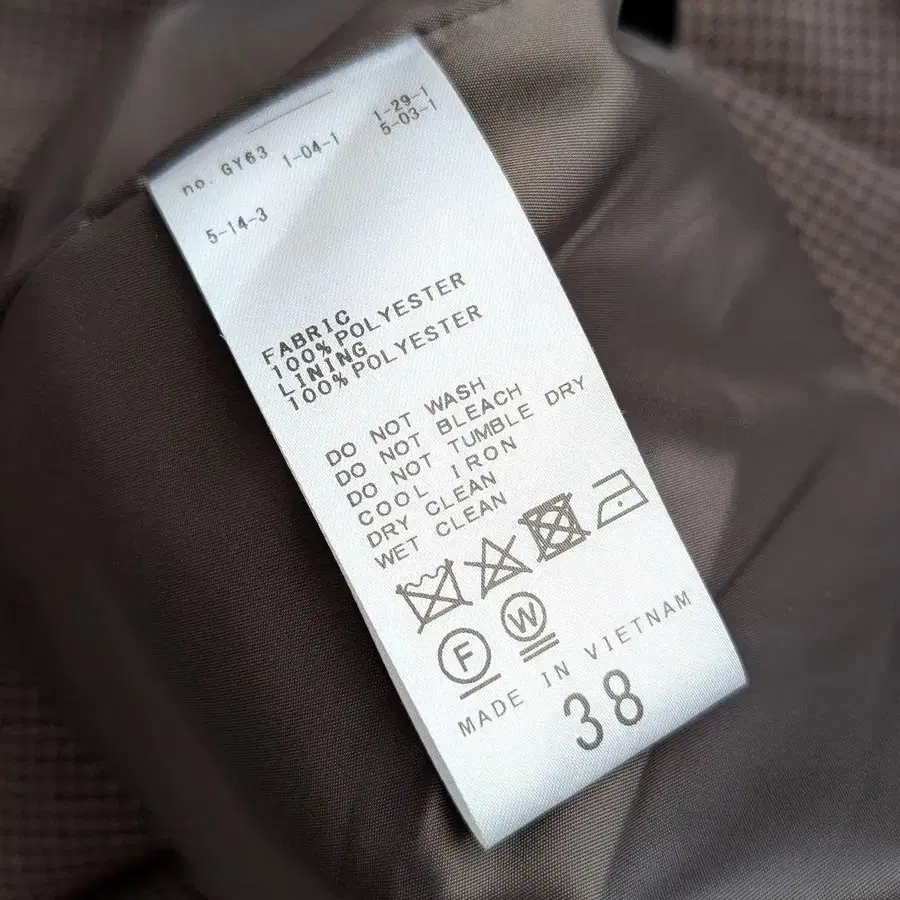 no. GY63 1-04-1 1-29-1
5-03-1
5-14-3
FABRIC
100% POLYESTER
LINING
100% POLYESTER
DO NOT WASH
DO NOT BLEACH
DO NOT TUMBLE DRY
COOL IRON
DRY CLEAN
WET CLEAN
F W
MADE IN VIETNAM
38